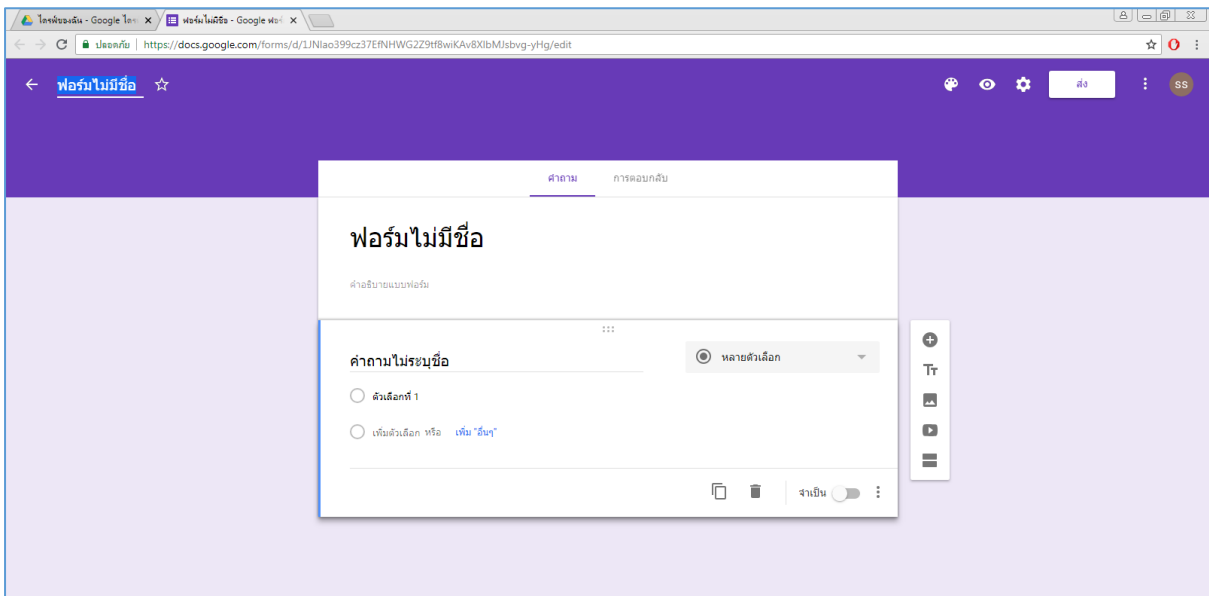 ไดรฟ์ของฉัน - Google ไดร
ฟอร์มไม่มีชื่อ - Google ฟอร์
ปลอดภัย https://docs.google.com/forms/d/1JNlao399cz37EfNHWG2Z9tf8wiKAv8XlbMJsbvg-yHg/edit
ฟอร์มไม่มีชื่อ
ส่ง
SS
คำถาม การตอบกลับ
ฟอร์มไม่มีชื่อ
คำอธิบายแบบฟอร์ม
คำถามไม่ระบุชื่อ
หลายตัวเลือก
Tт
ตัวเลือกที่ 1
เพิ่มตัวเลือก หรือ เพิ่ม "อื่นๆ"
จำเป็น